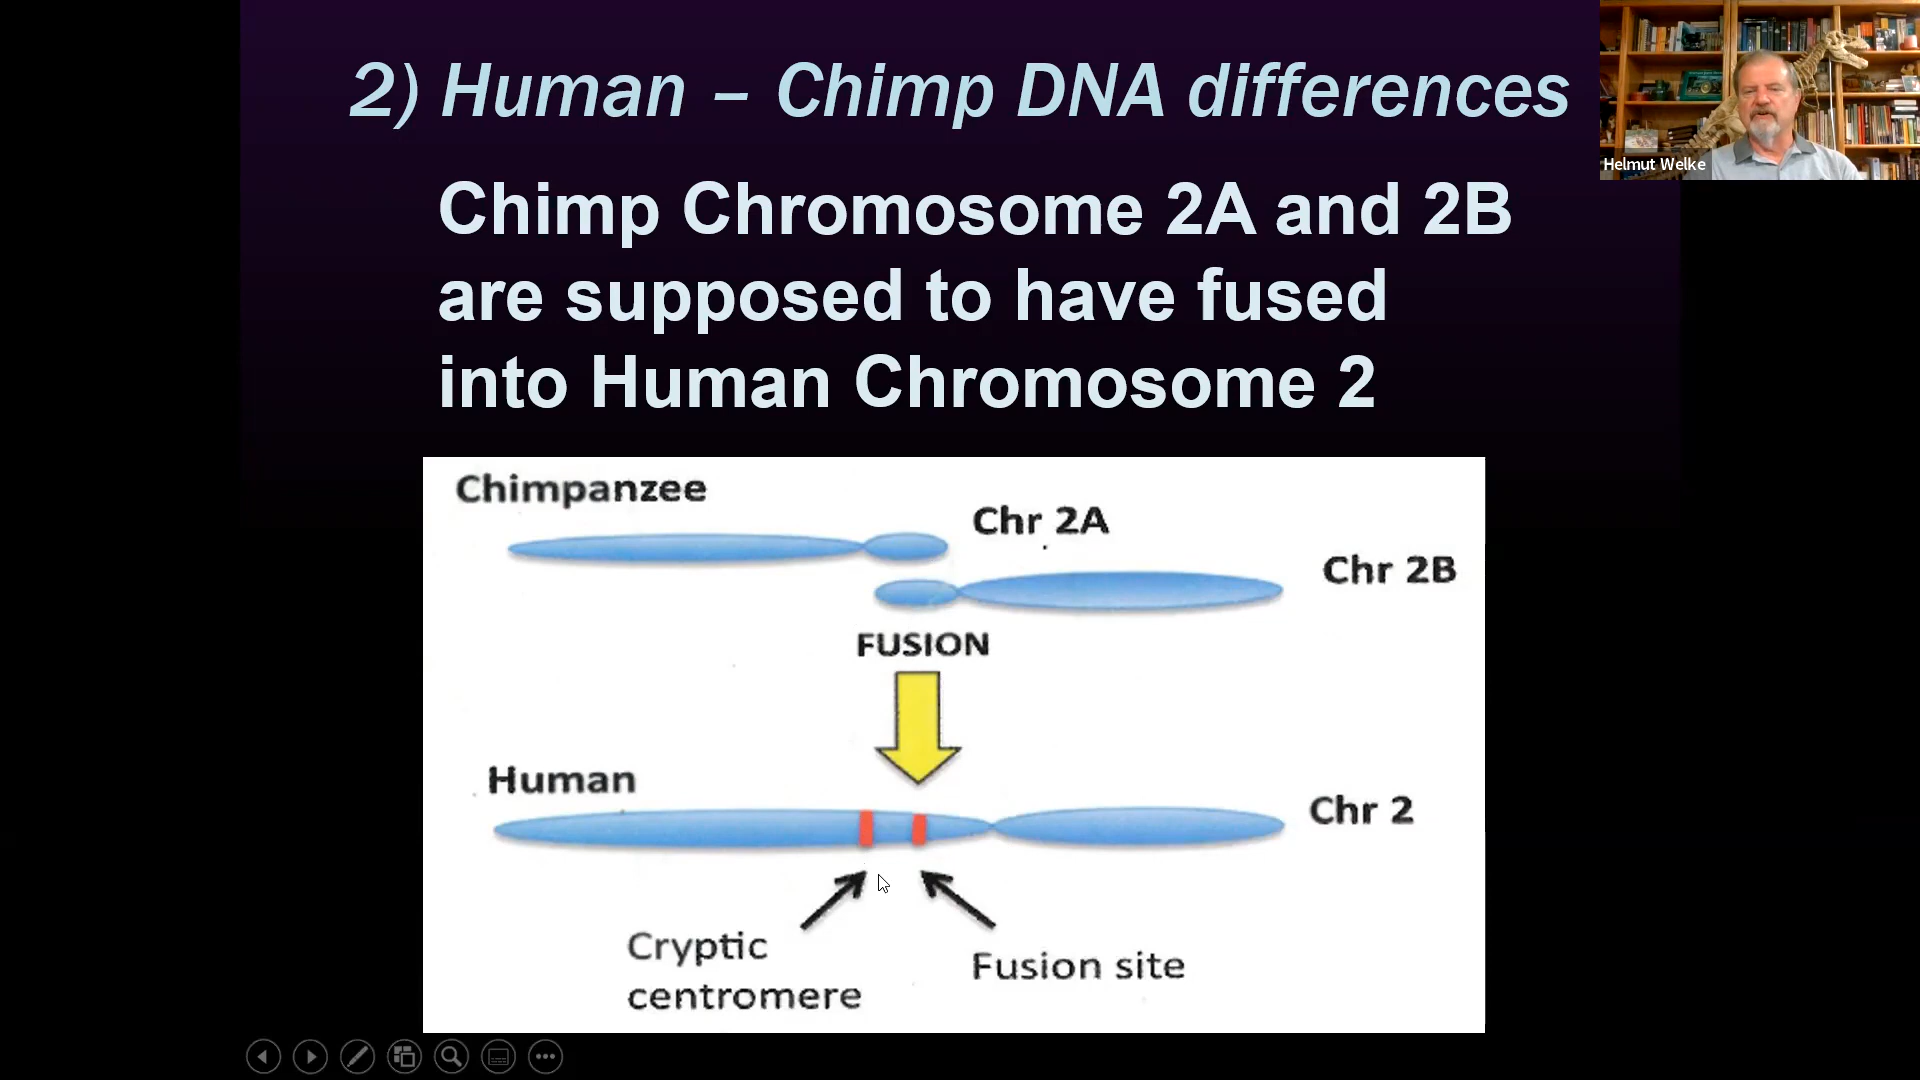 2) Human – Chimp DNA differences
Helmut Welke
Chimp Chromosome 2A and 2B
are supposed to have fused
into Human Chromosome 2
Chimpanzee
Chr 2A
Chr 2B
FUSION
Human
Chr 2
Cryptic
centromere
Fusion site